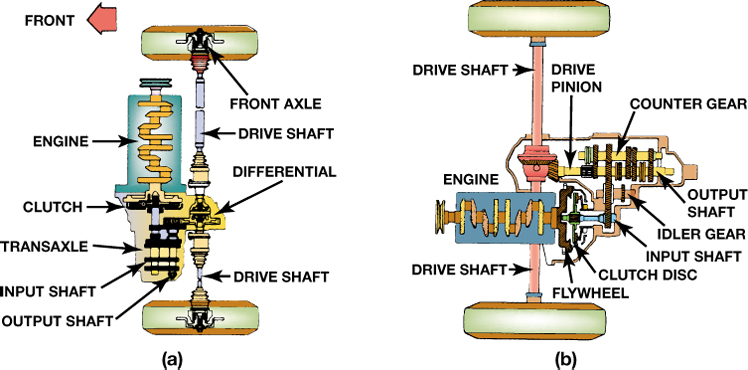 FRONT
FRONT AXLE
ENGINE
DRIVE SHAFT
DIFFERENTIAL
CLUTCH
TRANSAXLE
INPUT SHAFT
DRIVE SHAFT
OUTPUT SHAFT
(a)
DRIVE SHAFT
DRIVE
PINION
COUNTER GEAR
ENGINE
OUTPUT
SHAFT
IDLER GEAR
INPUT SHAFT
DRIVE SHAFT
CLUTCH DISC
FLYWHEEL
(b)